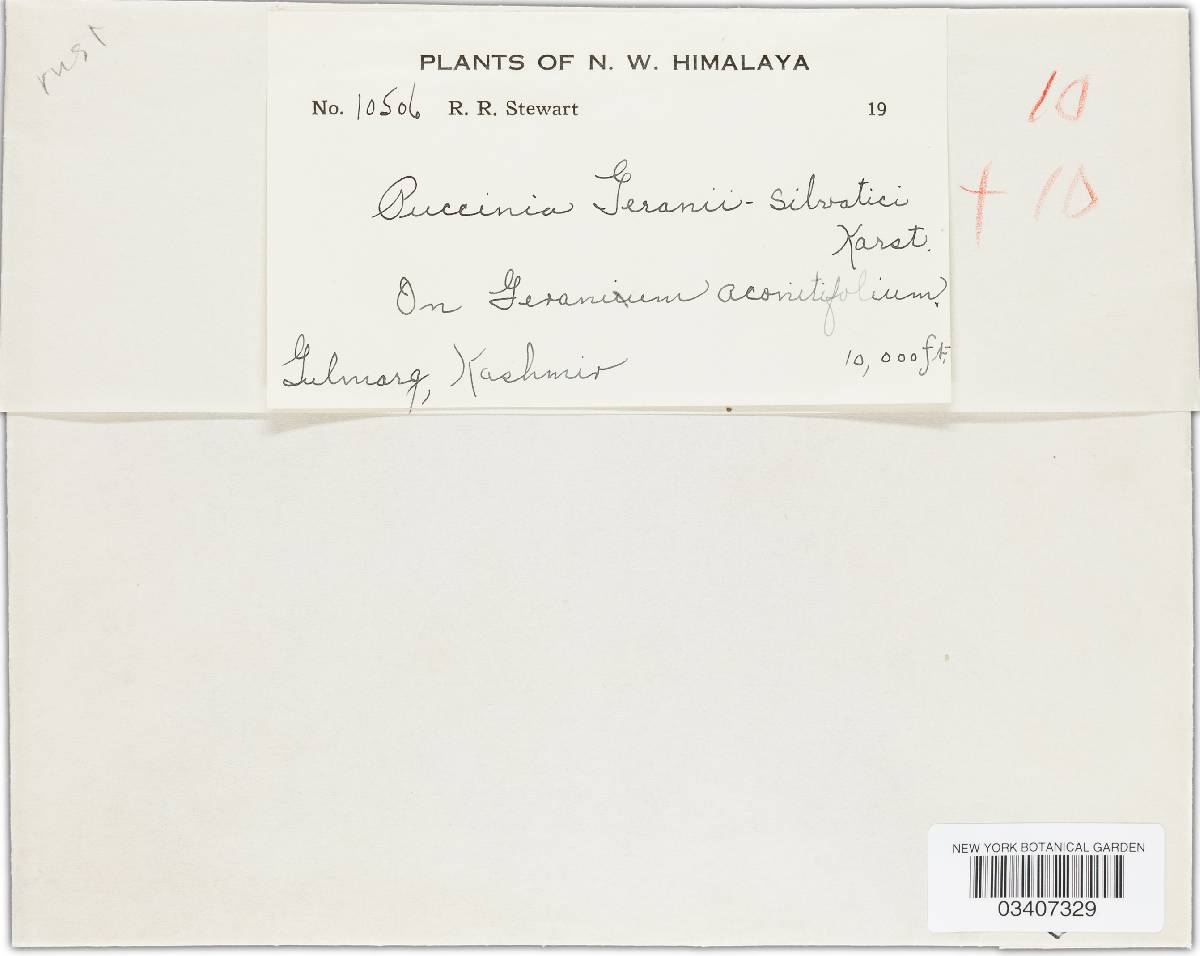 rust
PLANTS OF N. W. HIMALAYA
No. 10506 R. R. Stewart 19
Puccinia Geranii-silvatici
Karst.
On Geranium aconitifolium.
Gulmarg, Kashmir 10,000 ft.
10
+ 10
NEW YORK BOTANICAL GARDEN
03407329